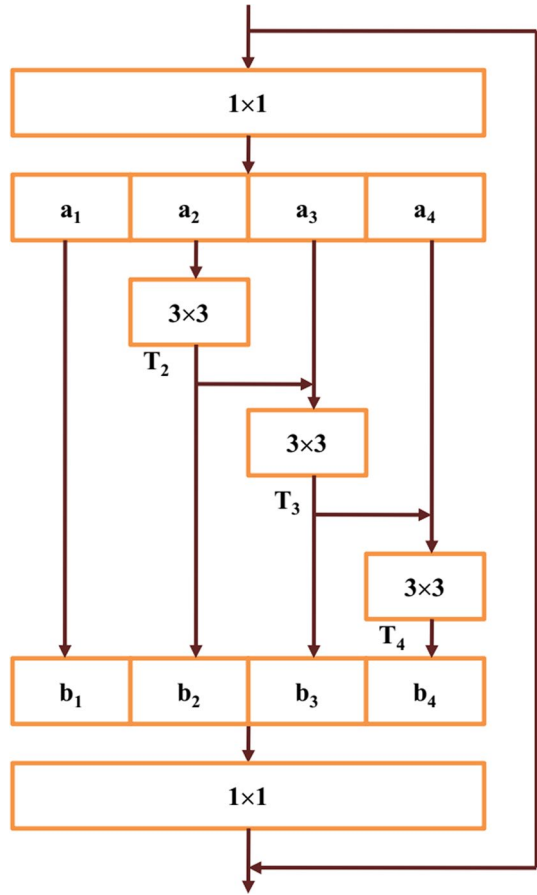 1×1
a₁ a₂ a₃ a₄
3×3
T₂
3×3
T₃
3×3
T₄
b₁ b₂ b₃ b₄
1×1